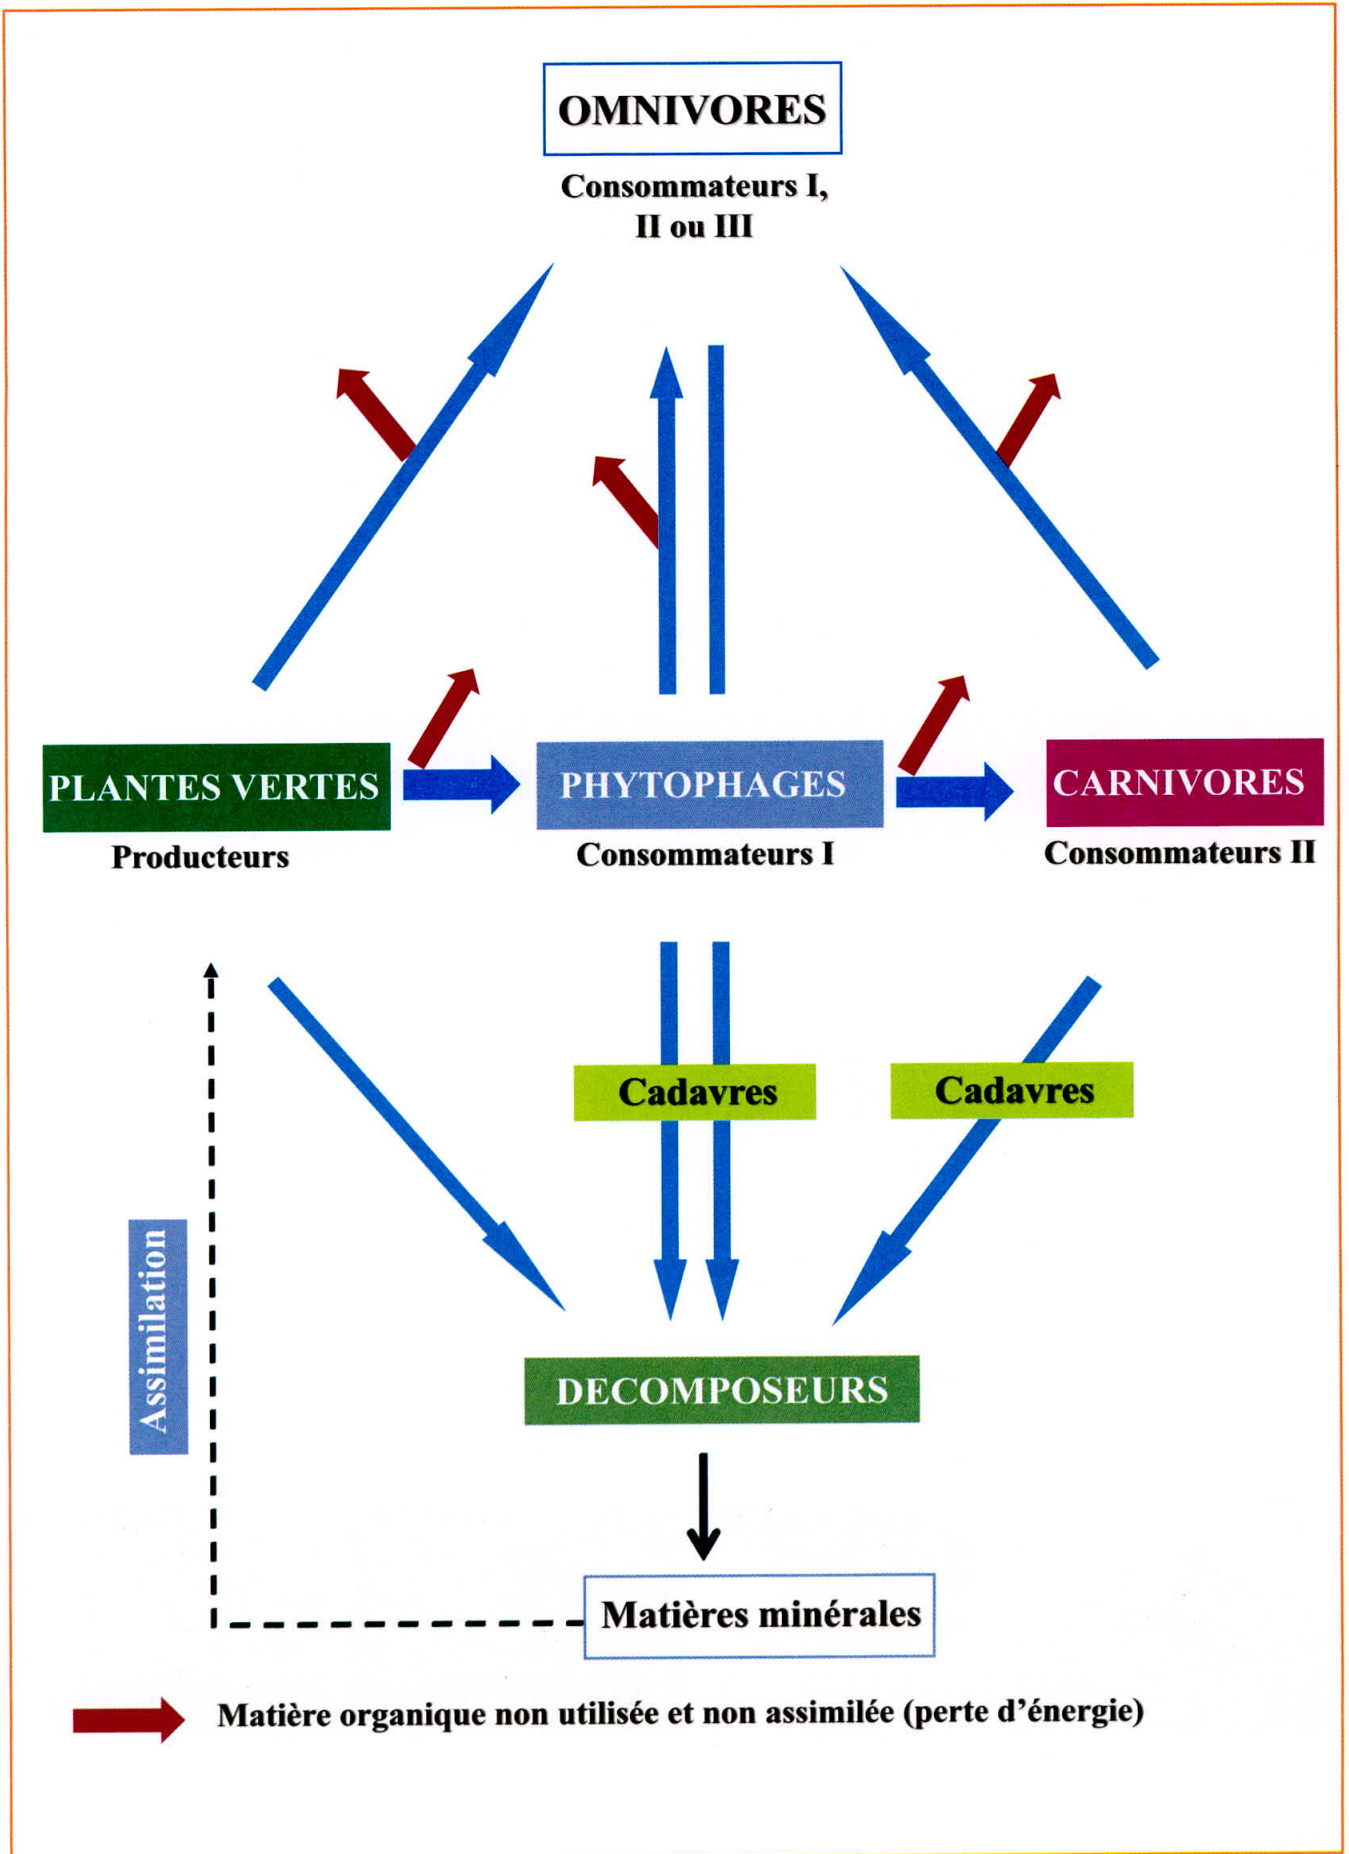 OMNIVORES
Consommateurs I,
II ou III
PLANTES VERTES
Producteurs
PHYTOPHAGES
Consommateurs I
CARNIVORES
Consommateurs II
Cadavres
Cadavres
Assimilation
DECOMPOSEURS
Matières minérales
Matière organique non utilisée et non assimilée (perte d’énergie)